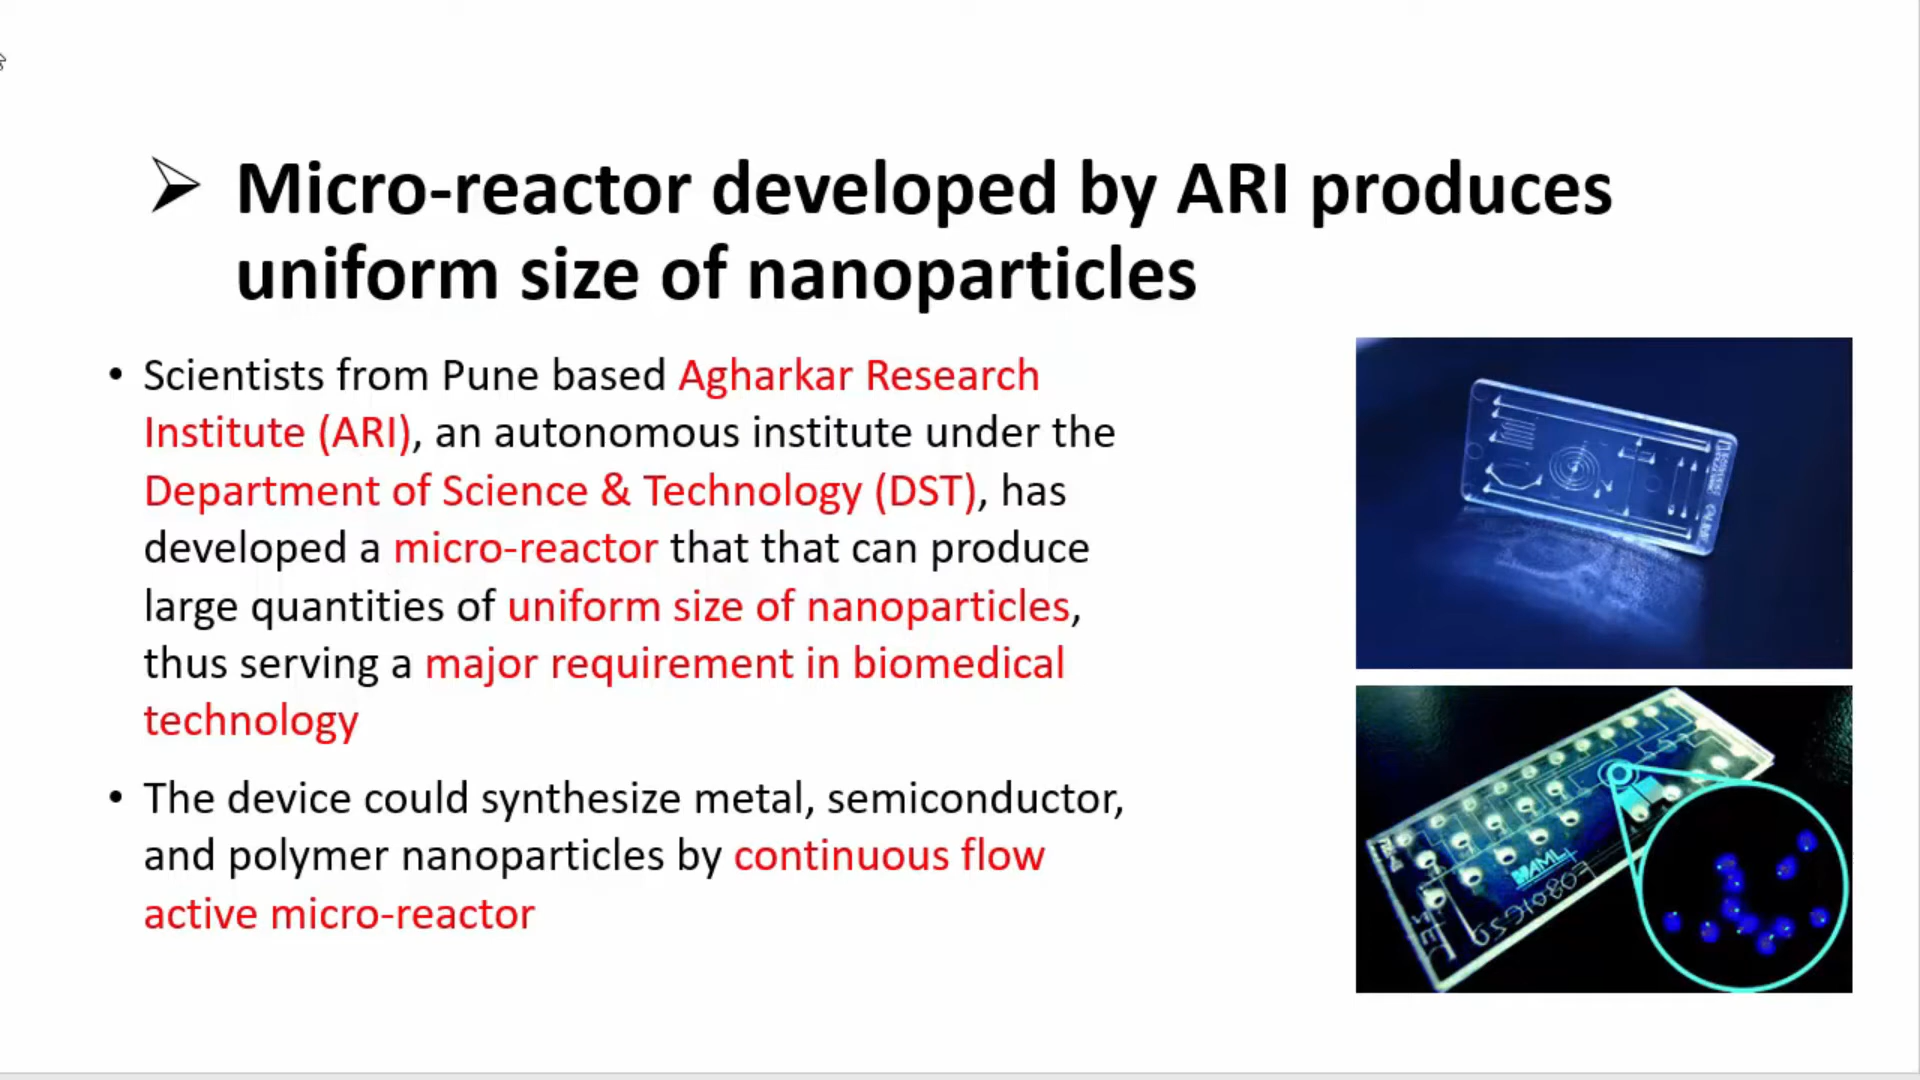 Micro-reactor developed by ARI produces
uniform size of nanoparticles
• Scientists from Pune based Agharkar Research
Institute (ARI), an autonomous institute under the
Department of Science & Technology (DST), has
developed a micro-reactor that that can produce
large quantities of uniform size of nanoparticles,
thus serving a major requirement in biomedical
technology
• The device could synthesize metal, semiconductor,
and polymer nanoparticles by continuous flow
active micro-reactor